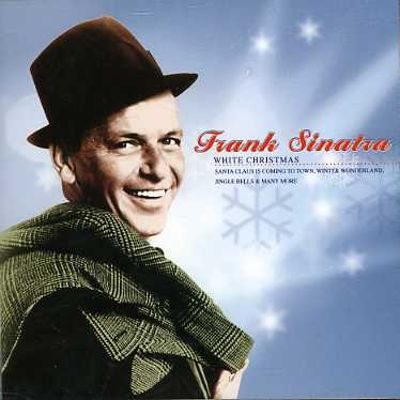 Frank Sinatra
WHITE CHRISTMAS
SANTA CLAUS IS COMING TO TOWN, WINTER WONDERLAND,
JINGLE BELLS & MANY MORE